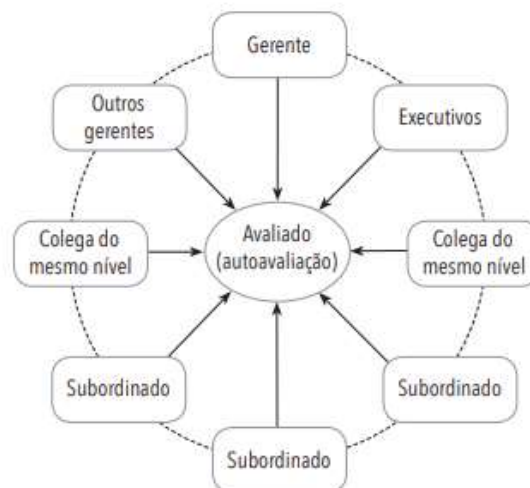 Gerente
Outros
gerentes
Executivos
Colega do
mesmo nível
Avaliado
(autoavaliação)
Colega do
mesmo nível
Subordinado
Subordinado
Subordinado